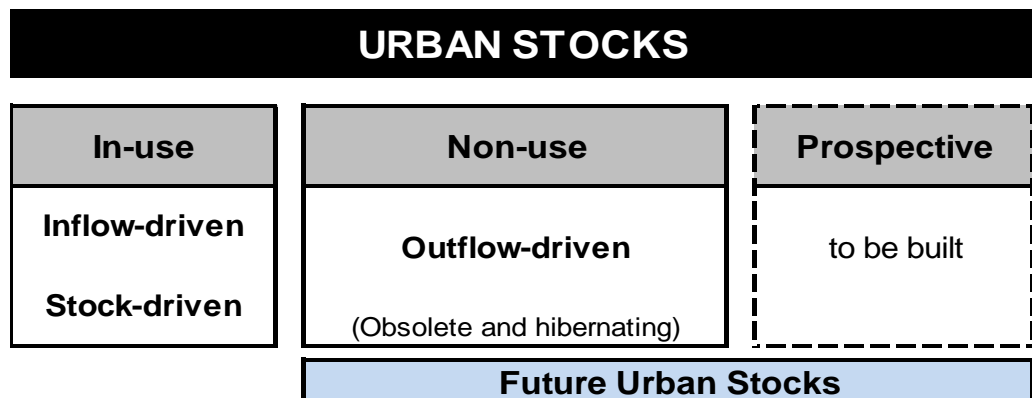 URBAN STOCKS
In-use
Non-use
Prospective
Inflow-driven
Stock-driven
Outflow-driven
(Obsolete and hibernating)
to be built
Future Urban Stocks